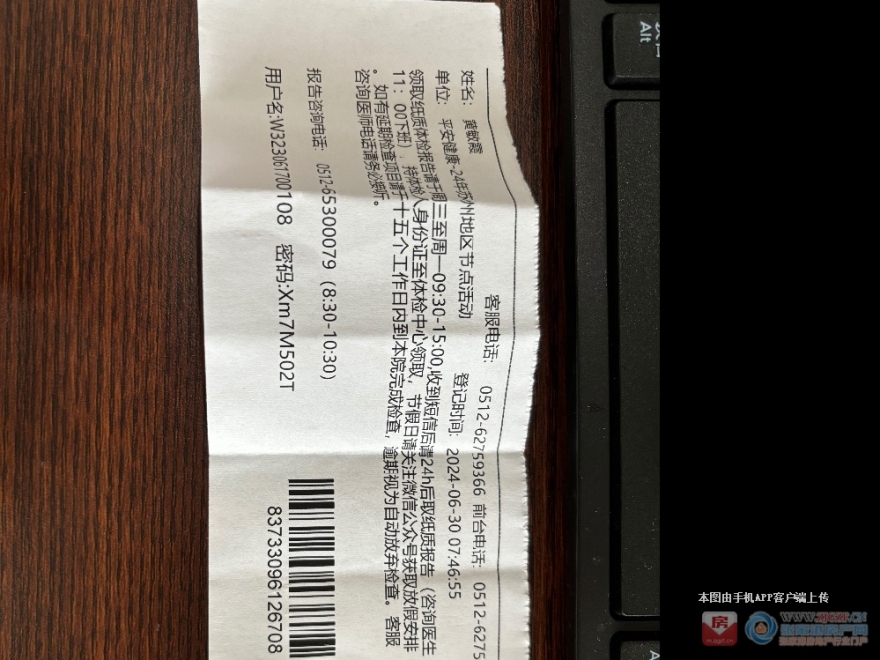 客服电话: 0512-62759366 前台电话: 0512-6275
姓名: 黄敏霞 登记时间: 2024-06-30 07:46:55
单位: 平安健康-24年苏州地区节点活动
领取纸质体检报告请于周三至周一09:30-15:00,收到短信后请24h后取纸质报告 (咨询医生
11:00下班), 持体检人身份证至体检中心领取, 节假日请关注微信公众号获取放假安排
。如有延期检查项目请于十五个工作日内到本院完成检查, 逾期视为自动放弃检查。客服
咨询医师电话请务必接听。
报告咨询电话: 0512-65300079 (8:30-10:30)
用户名:W323061700108 密码:Xm7M502T
83733096126708
Alt
本图由手机APP客户端上传
房